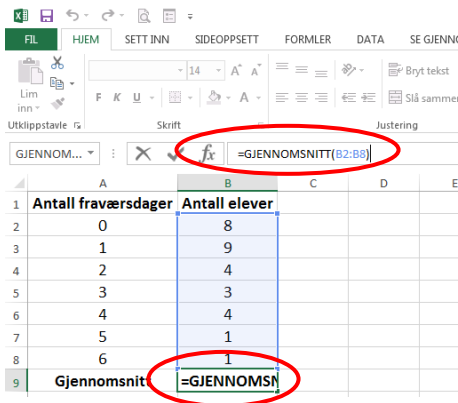 FIL HJEM SETT INN SIDEOPPSETT FORMLER DATA SE GJENN
Lim inn
14 A A Bryt tekst
F K U A Slå sammen
Utklippstavle Skrift Justering
GJENNOM... fx =GJENNOMSNITT(B2:B8)
A B C D E
1 Antall fraværsdager Antall elever
2 0 8
3 1 9
4 2 4
5 3 3
6 4 4
7 5 1
8 6 1
9 Gjennomsnitt =GJENNOMSN